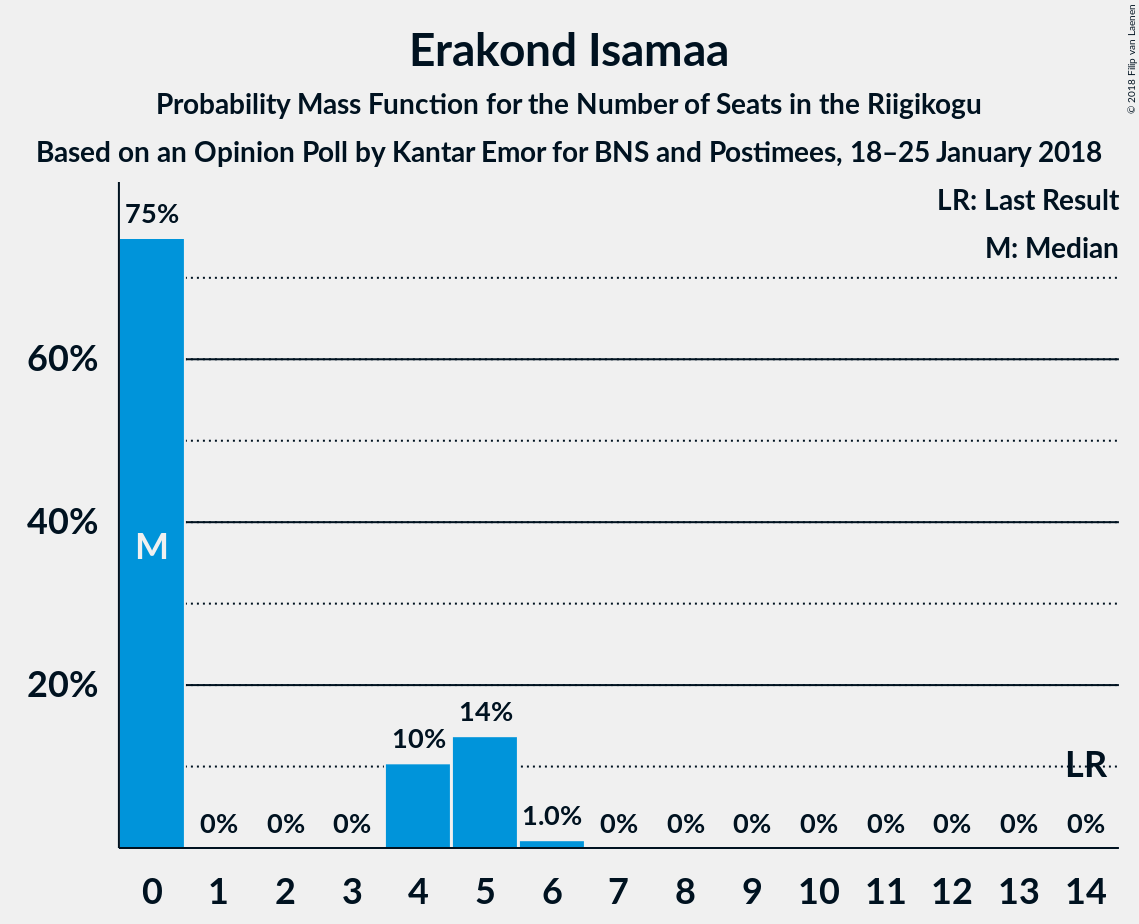 Erakond Isamaa
Probability Mass Function for the Number of Seats in the Riigikogu
Based on an Opinion Poll by Kantar Emor for BNS and Postimees, 18–25 January 2018
© 2018 Filip van Laenen
LR: Last Result
M: Median
75%
60%
40%
20%
M
10%
14%
1.0%
LR
0% 0% 0% 0% 0% 0% 0% 0% 0% 0% 0%
0 1 2 3 4 5 6 7 8 9 10 11 12 13 14